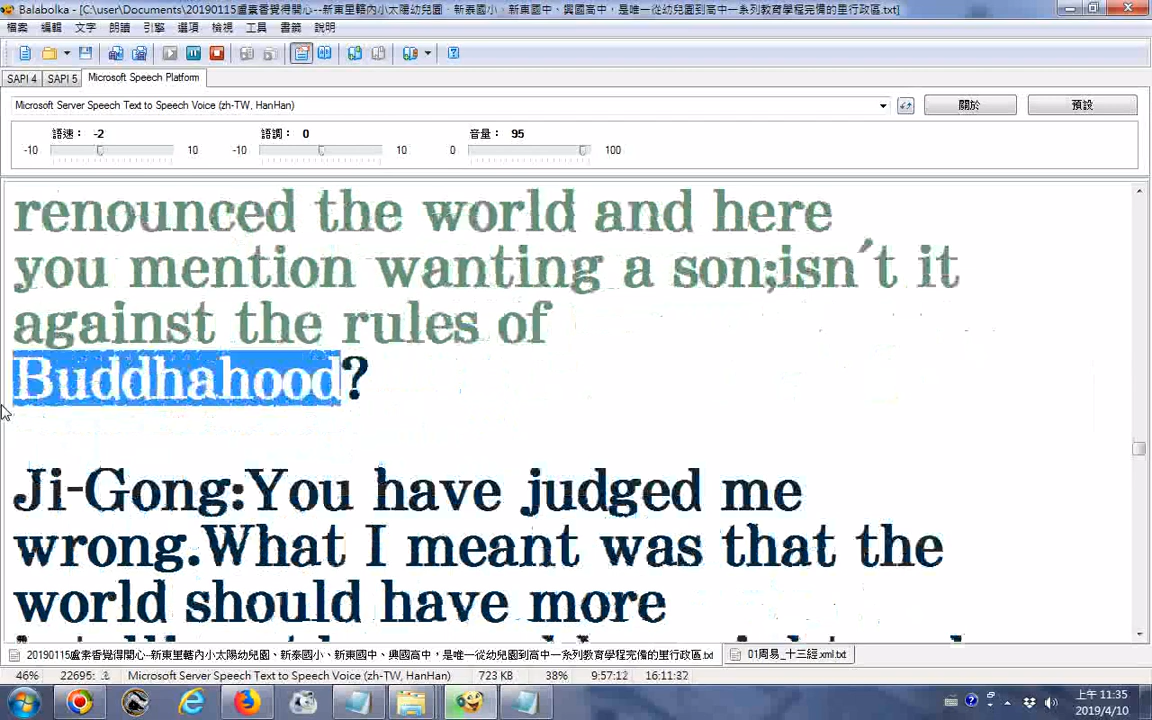 Balabolka - [C:\user\Documents\20190115盧素香覺得開心--新東里轄內小太陽幼兒園、新泰國小、新東國中、興國高中，是唯一從幼兒園到高中一系列教育學程完備的里行政區.txt]
檔案 編輯 文字 朗讀 引擎 選項 檢視 工具 書籤 說明
SAPI 4 SAPI 5 Microsoft Speech Platform
Microsoft Server Speech Text to Speech Voice (zh-TW, HanHan) 關於 預設
語速： -2 語調： 0 音量： 95
-10 10 -10 10 0 100
renounced the world and here
you mention wanting a son;isn´t it
against the rules of
Buddhahood?
Ji-Gong:You have judged me
wrong.What I meant was that the
world should have more
20190115盧素香覺得開心--新東里轄內小太陽幼兒園、新泰國小、新東國中、興國高中，是唯一從幼兒園到高中一系列教育學程完備的里行政區.txt 01周易_十三經.xml.txt
46% 22695: Microsoft Server Speech Text to Speech Voice (zh-TW, HanHan) 723 KB 38% 9:57:12 16:11:32
上午 11:35
2019/4/10